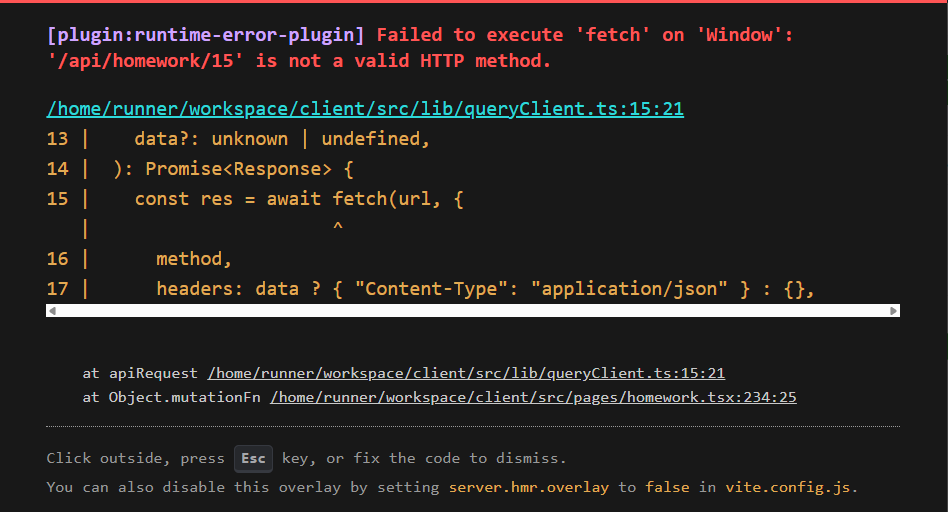 [plugin:runtime-error-plugin] Failed to execute 'fetch' on 'Window':
'/api/homework/15' is not a valid HTTP method.
/home/runner/workspace/client/src/lib/queryClient.ts:15:21
13 |    data?: unknown | undefined,
14 |  ): Promise<Response> {
15 |    const res = await fetch(url, {
   |                      ^
16 |      method,
17 |      headers: data ? { "Content-Type": "application/json" } : {},
at apiRequest /home/runner/workspace/client/src/lib/queryClient.ts:15:21
at Object.mutationFn /home/runner/workspace/client/src/pages/homework.tsx:234:25
Click outside, press Esc key, or fix the code to dismiss.
You can also disable this overlay by setting server.hmr.overlay to false in vite.config.js.